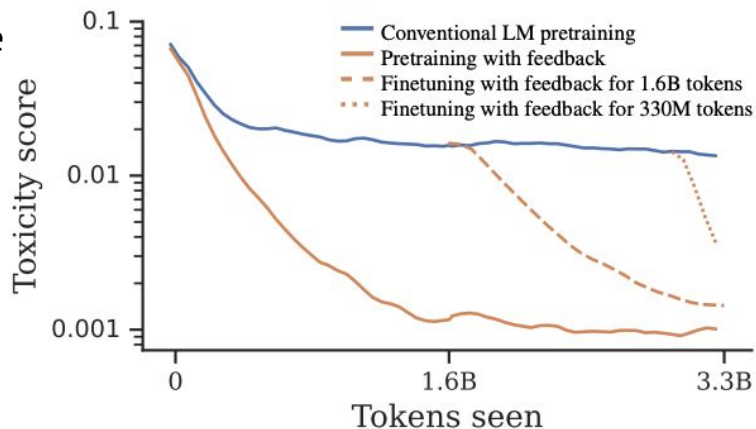 e
0.1
0.01
0.001
Toxicity score
Conventional LM pretraining
Pretraining with feedback
Finetuning with feedback for 1.6B tokens
Finetuning with feedback for 330M tokens
0
1.6B
3.3B
Tokens seen